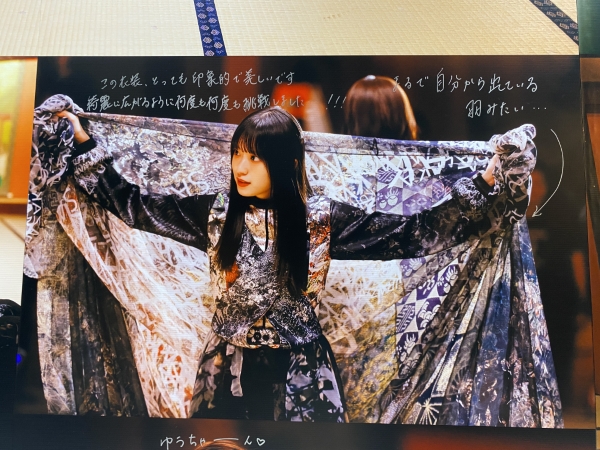 この衣装、とっても印象的で美しいです
綺麗に広がるように何度も何度も挑戦しました!!!
まるで自分から出ている
羽みたい…
ゆうちゃーーん♡